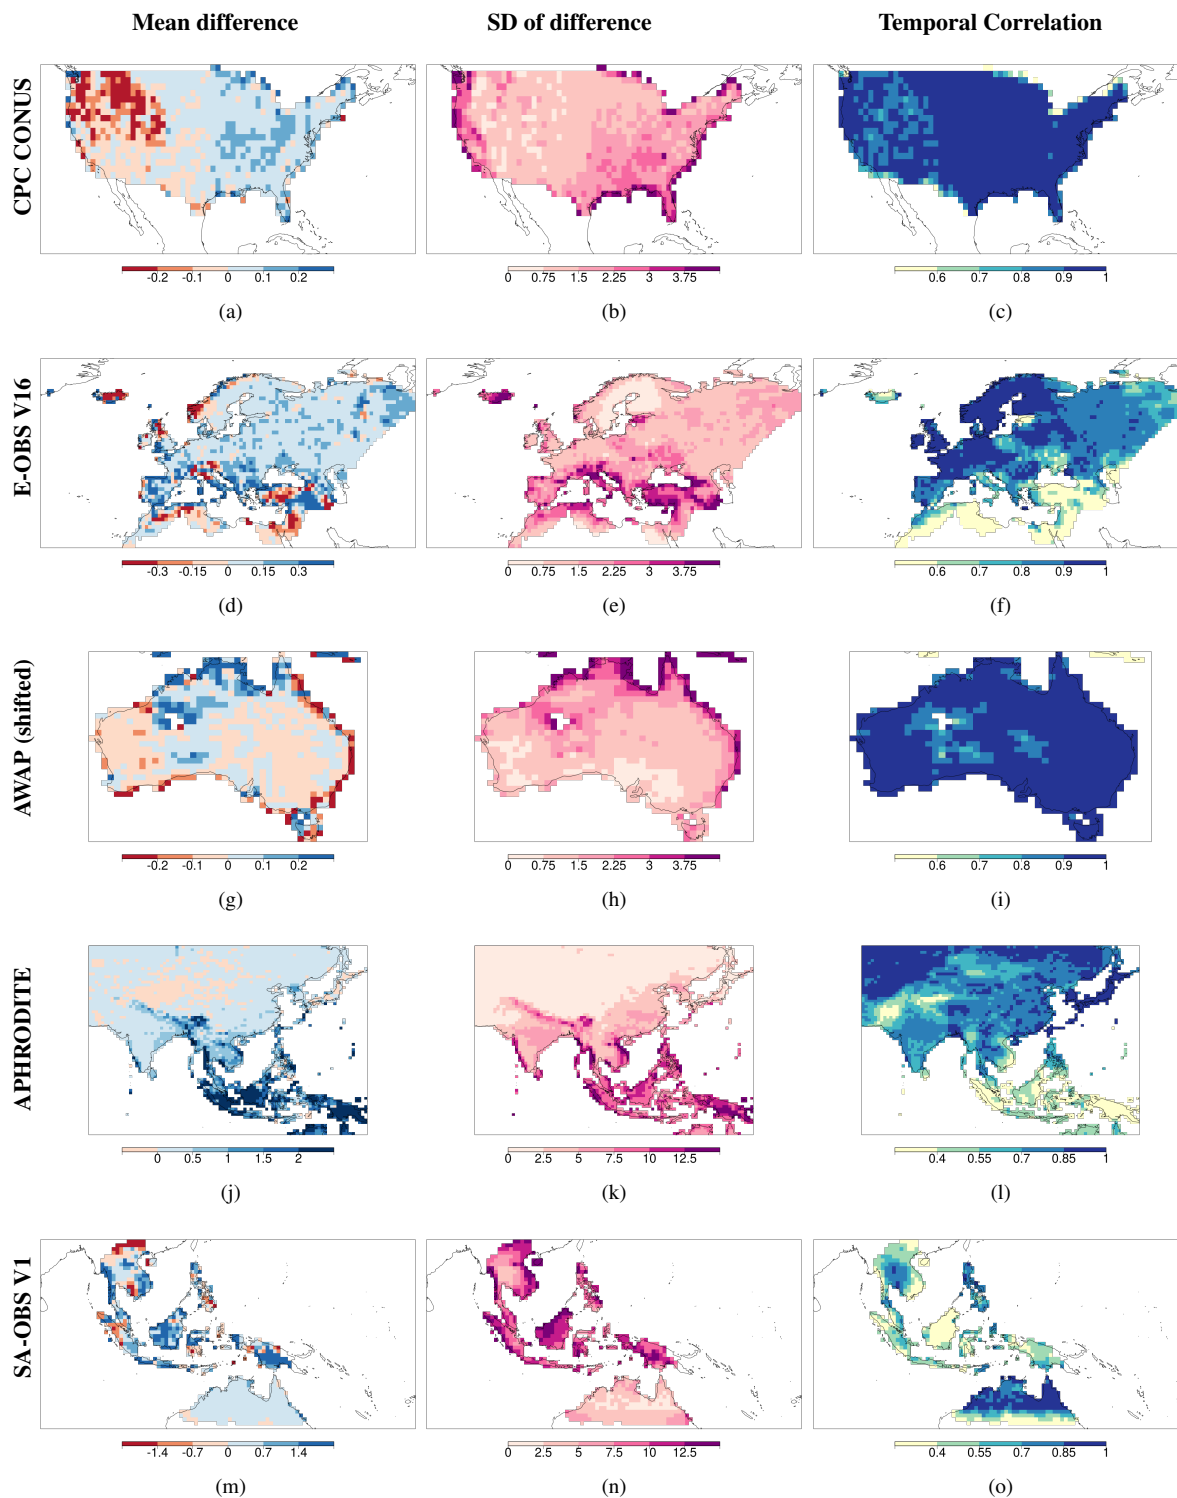 Mean difference SD of difference Temporal Correlation
CPC CONUS
-0.2 -0.1 0 0.1 0.2
0 0.75 1.5 2.25 3 3.75
0.6 0.7 0.8 0.9 1
(a) (b) (c)
E-OBS V16
-0.3 -0.15 0 0.15 0.3
0 0.75 1.5 2.25 3 3.75
0.6 0.7 0.8 0.9 1
(d) (e) (f)
AWAP (shifted)
-0.2 -0.1 0 0.1 0.2
0 0.75 1.5 2.25 3 3.75
0.6 0.7 0.8 0.9 1
(g) (h) (i)
APHRODITE
0 0.5 1 1.5 2
0 2.5 5 7.5 10 12.5
0.4 0.55 0.7 0.85 1
(j) (k) (l)
SA-OBS V1
-1.4 -0.7 0 0.7 1.4
0 2.5 5 7.5 10 12.5
0.4 0.55 0.7 0.85 1
(m) (n) (o)